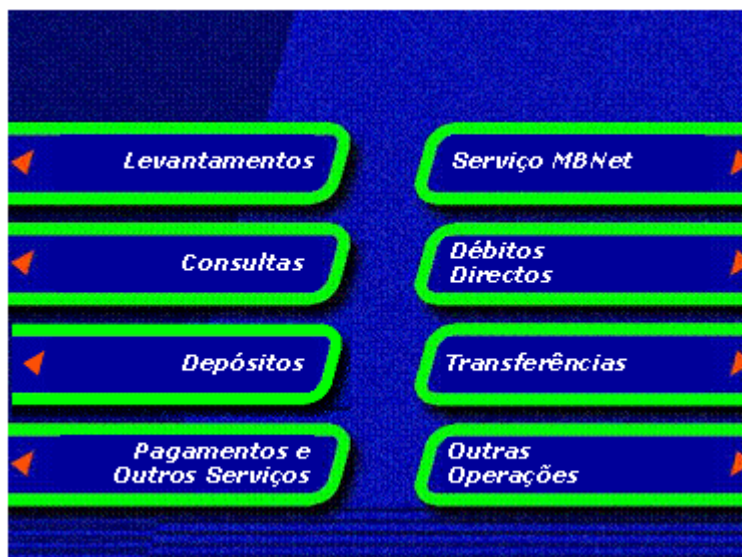 Levantamentos
Serviço MBNet
Consultas
Débitos
Directos
Depósitos
Transferências
Pagamentos e
Outros Serviços
Outras
Operações